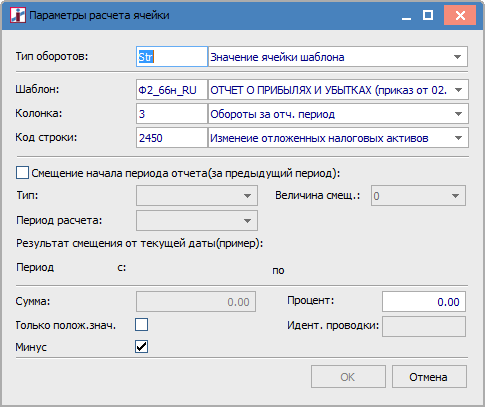 Параметры расчета ячейки
Тип оборотов: Str Значение ячейки шаблона
Шаблон: Ф2_66н_RU ОТЧЕТ О ПРИБЫЛЯХ И УБЫТКАХ (приказ от 02.
Колонка: 3 Обороты за отч. период
Код строки: 2450 Изменеие отложенных налоговых активов
Смещение начала периода отчета(за предыдущий период):
Тип: Величина смещ.: 0
Период расчета:
Результат смещения от текущей даты(пример):
Период с: по
Сумма: 0.00 Процент: 0.00
Только полож.знач. Идент. проводки:
Минус
OK Отмена